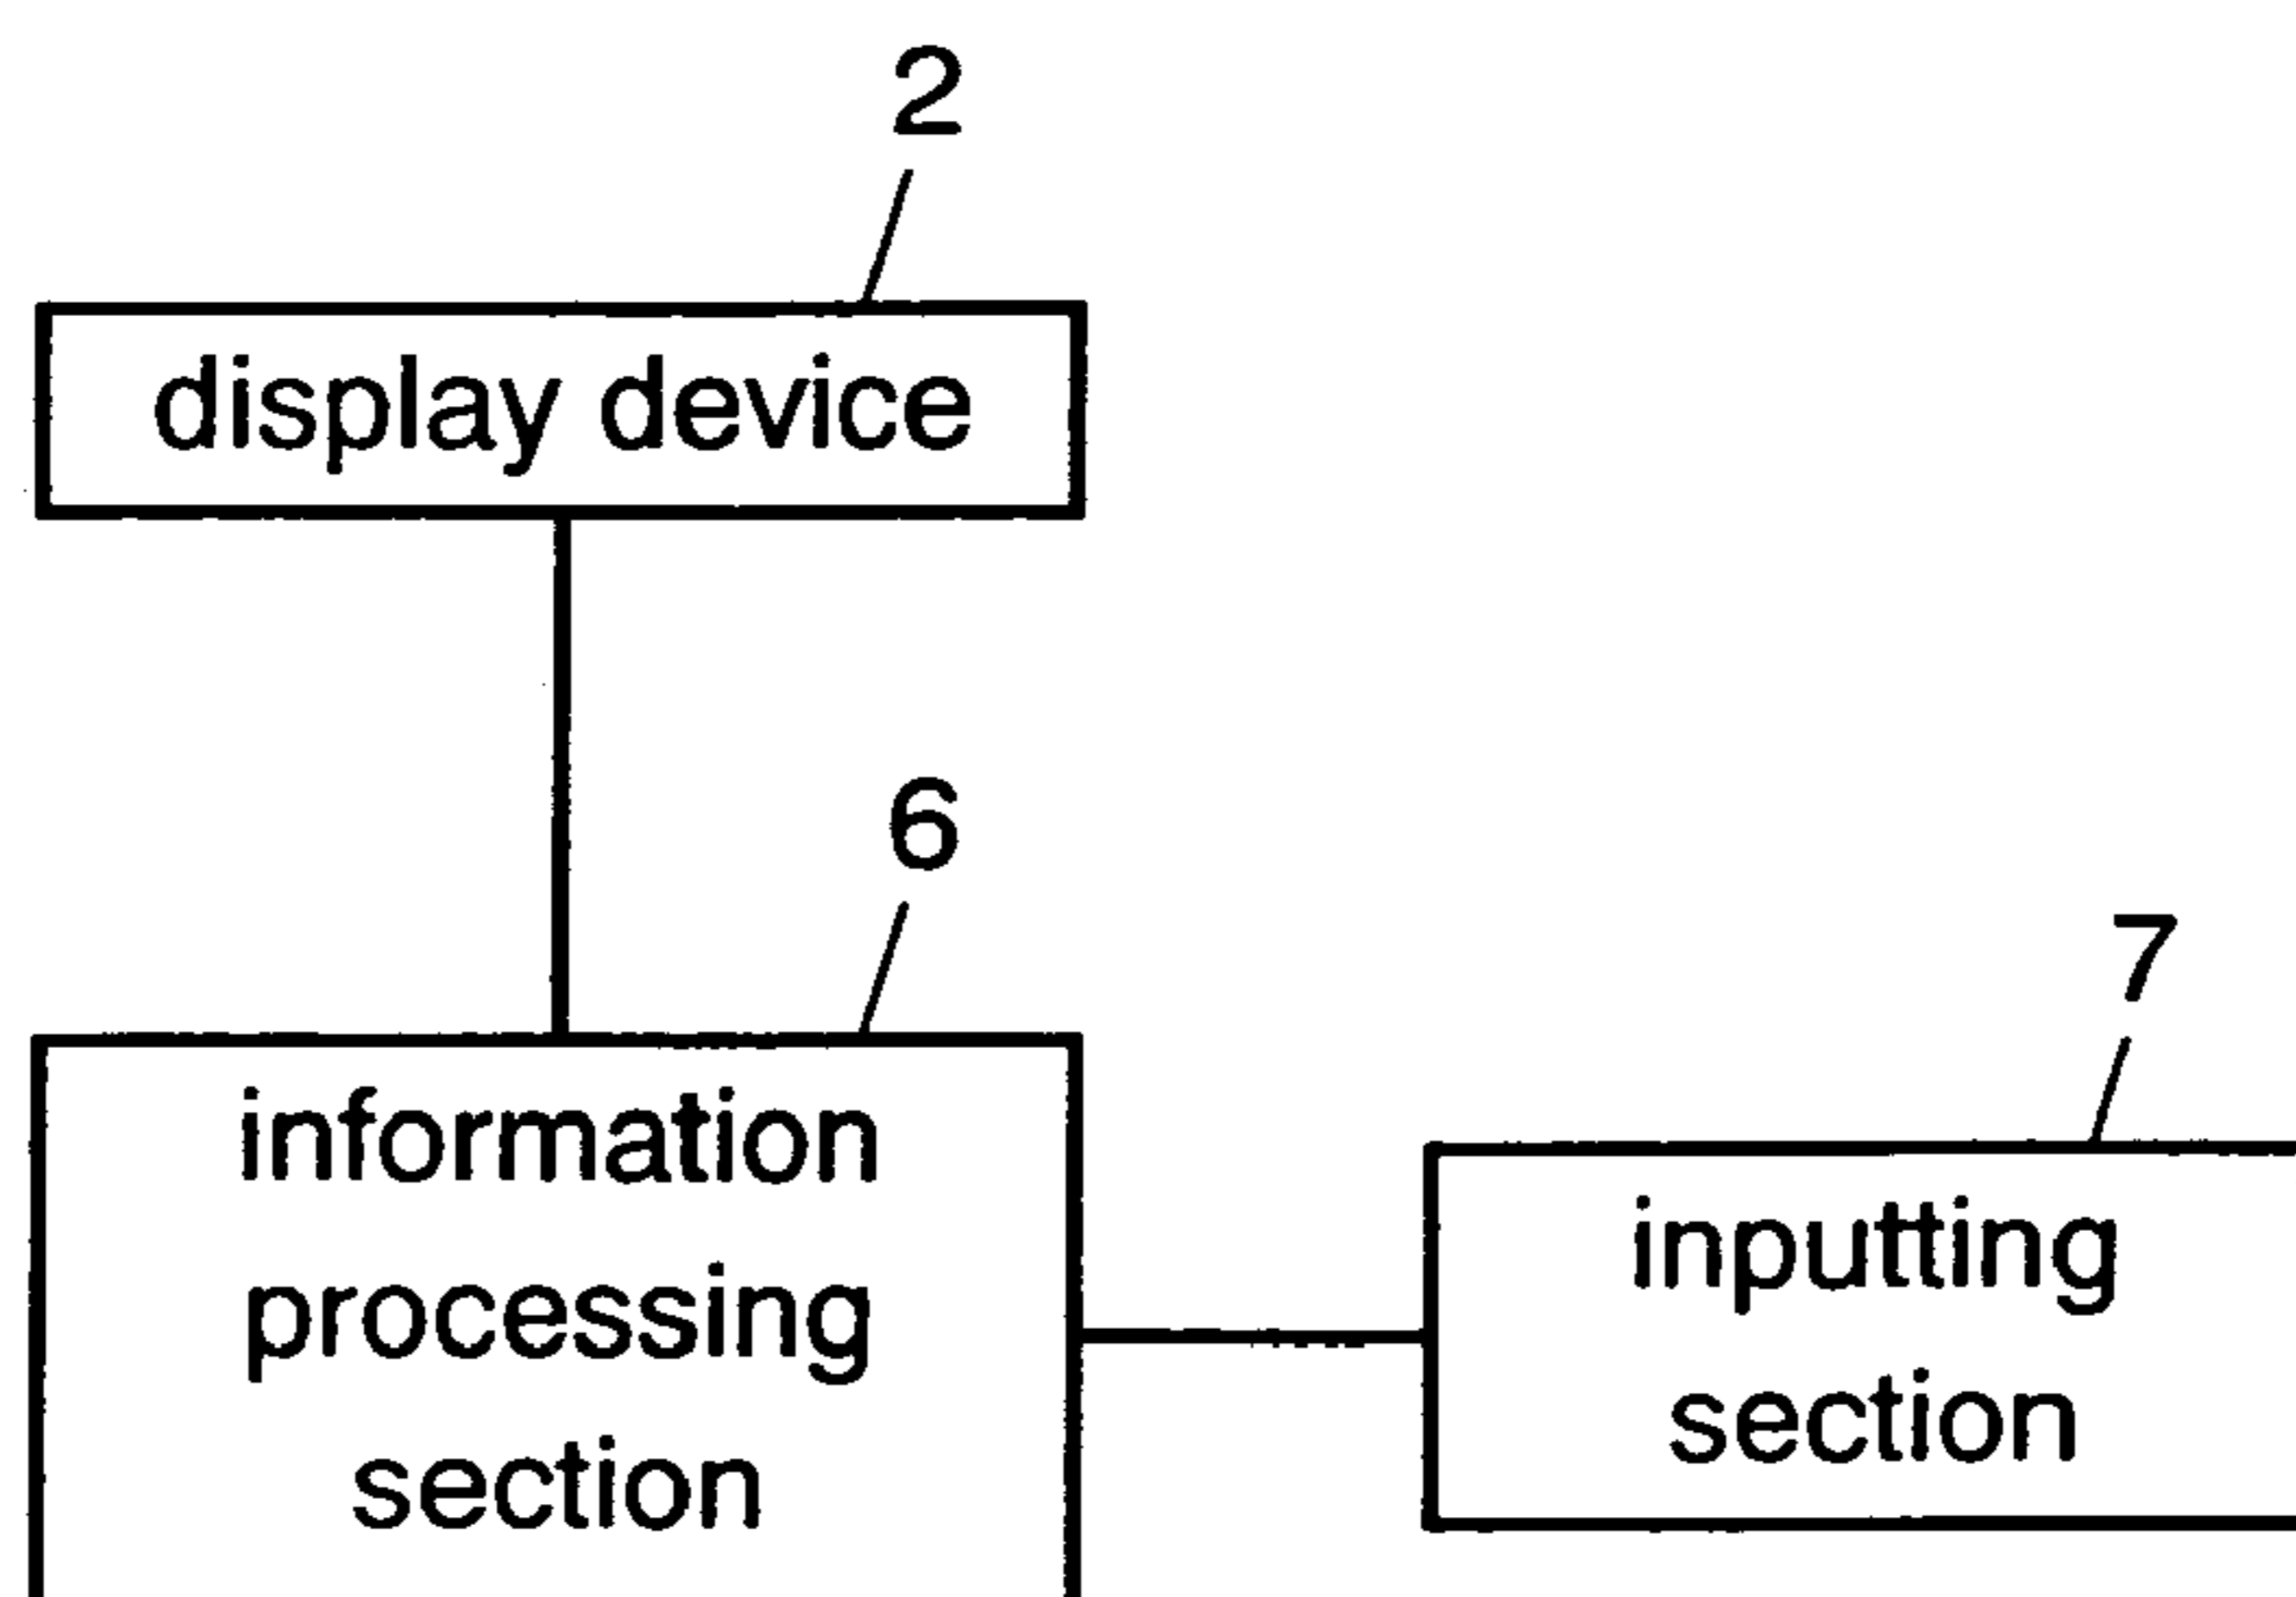 2
display device
6
information
processing
section
7
inputting
section